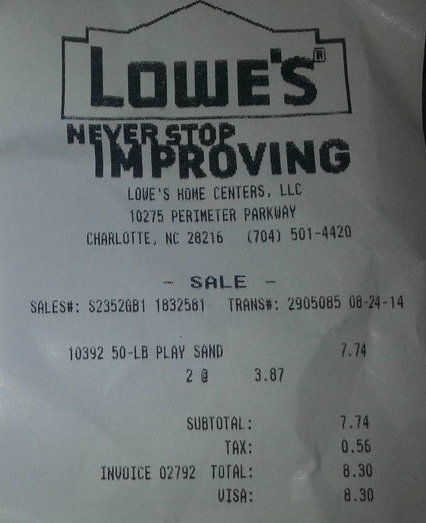 LOWE'S®
NEVER STOP
IMPROVING
LOWE'S HOME CENTERS, LLC
10275 PERIMETER PARKWAY
CHARLOTTE, NC 28216 (704) 501-4420
- SALE -
SALES#: S2352GB1 1832581 TRANS#: 2905085 08-24-14
10392 50-LB PLAY SAND 7.74
2 @ 3.87
SUBTOTAL: 7.74
TAX: 0.56
INVOICE 02792 TOTAL: 8.30
VISA: 8.30